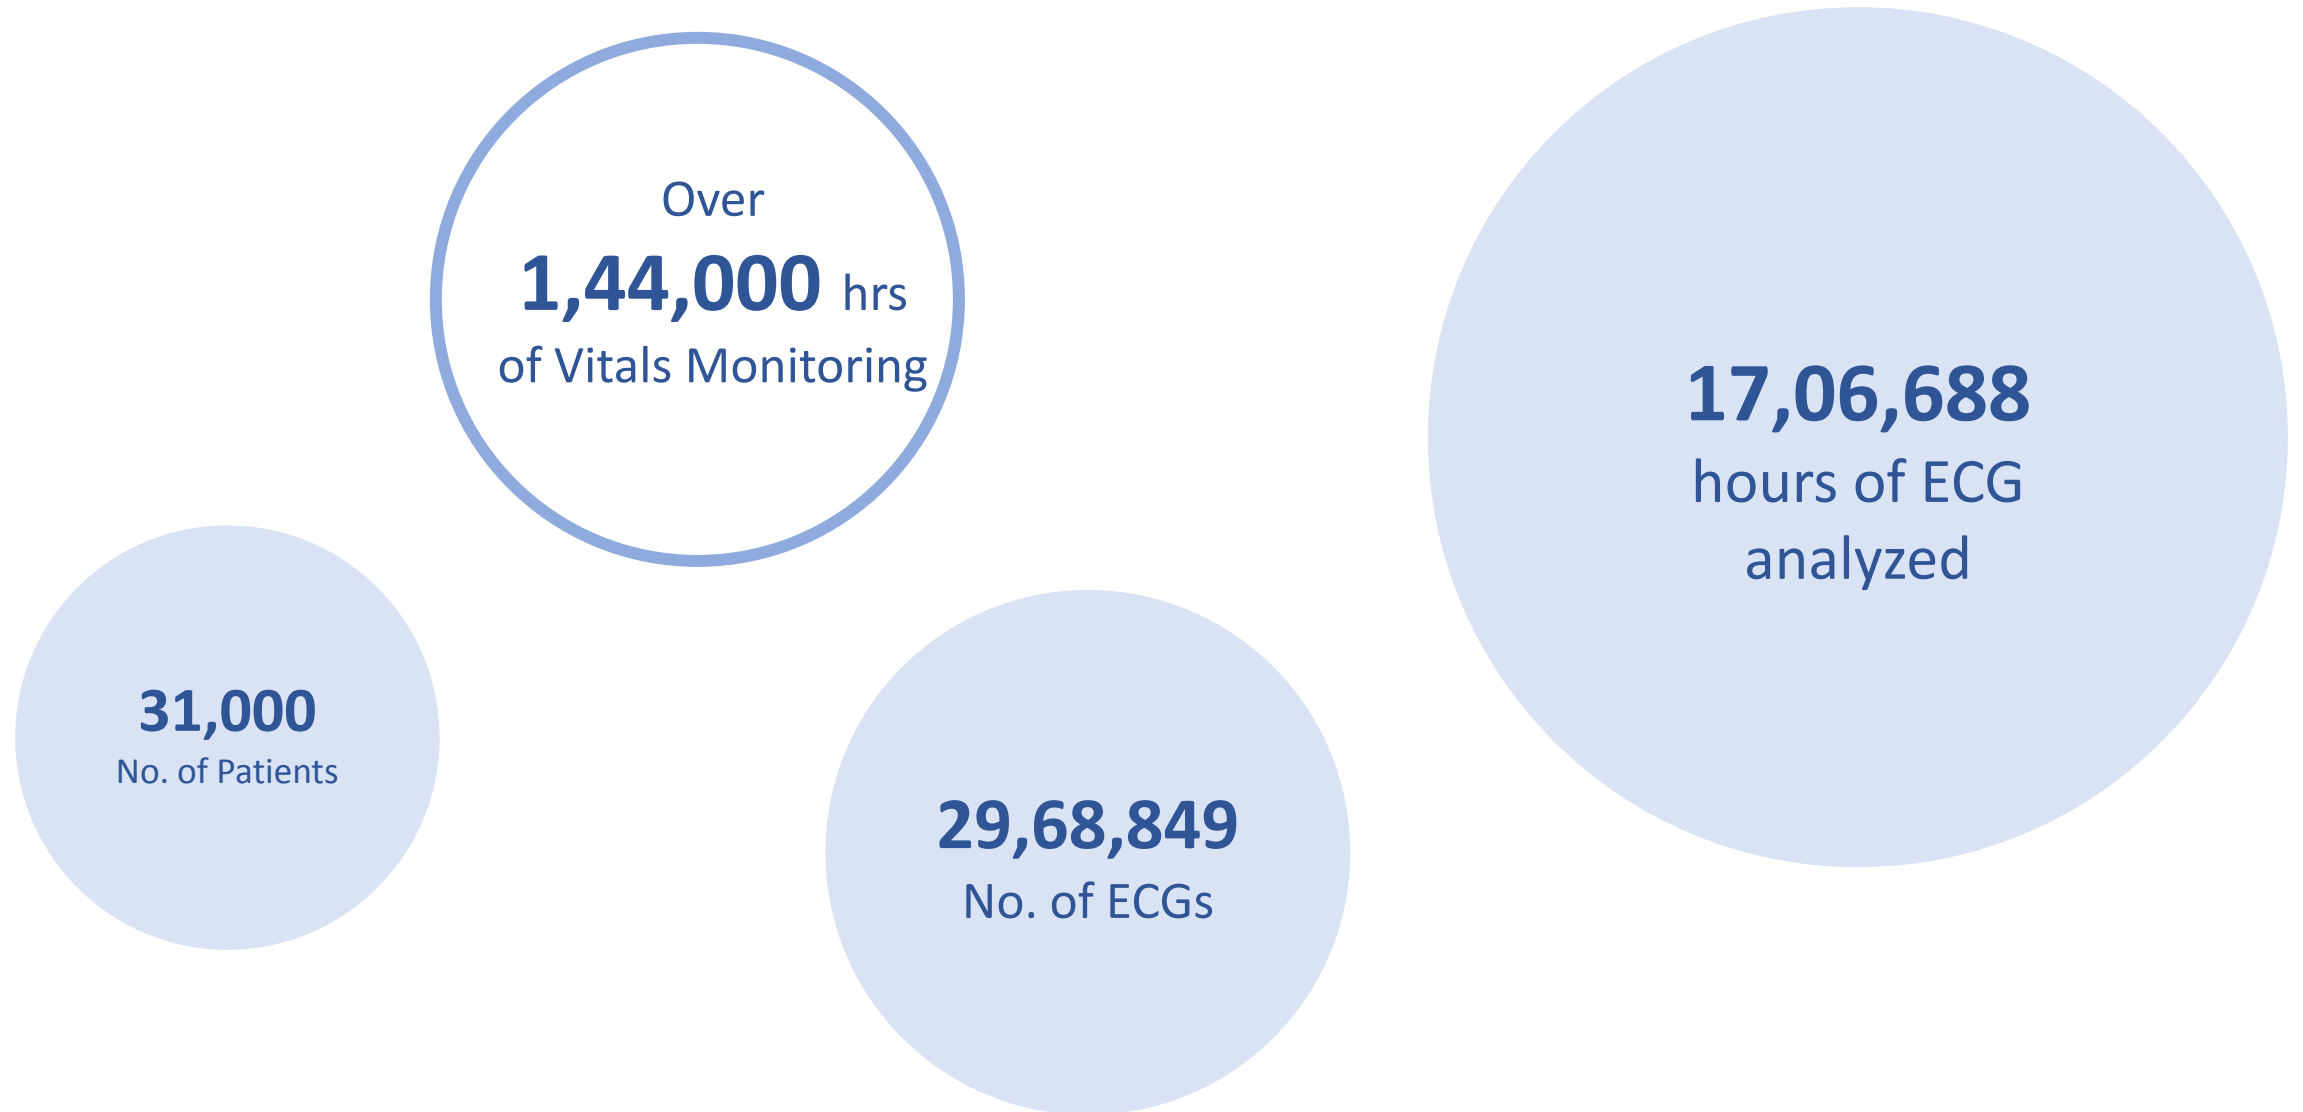 Over
1,44,000 hrs
of Vitals Monitoring
17,06,688
hours of ECG
analyzed
31,000
No. of Patients
29,68,849
No. of ECGs